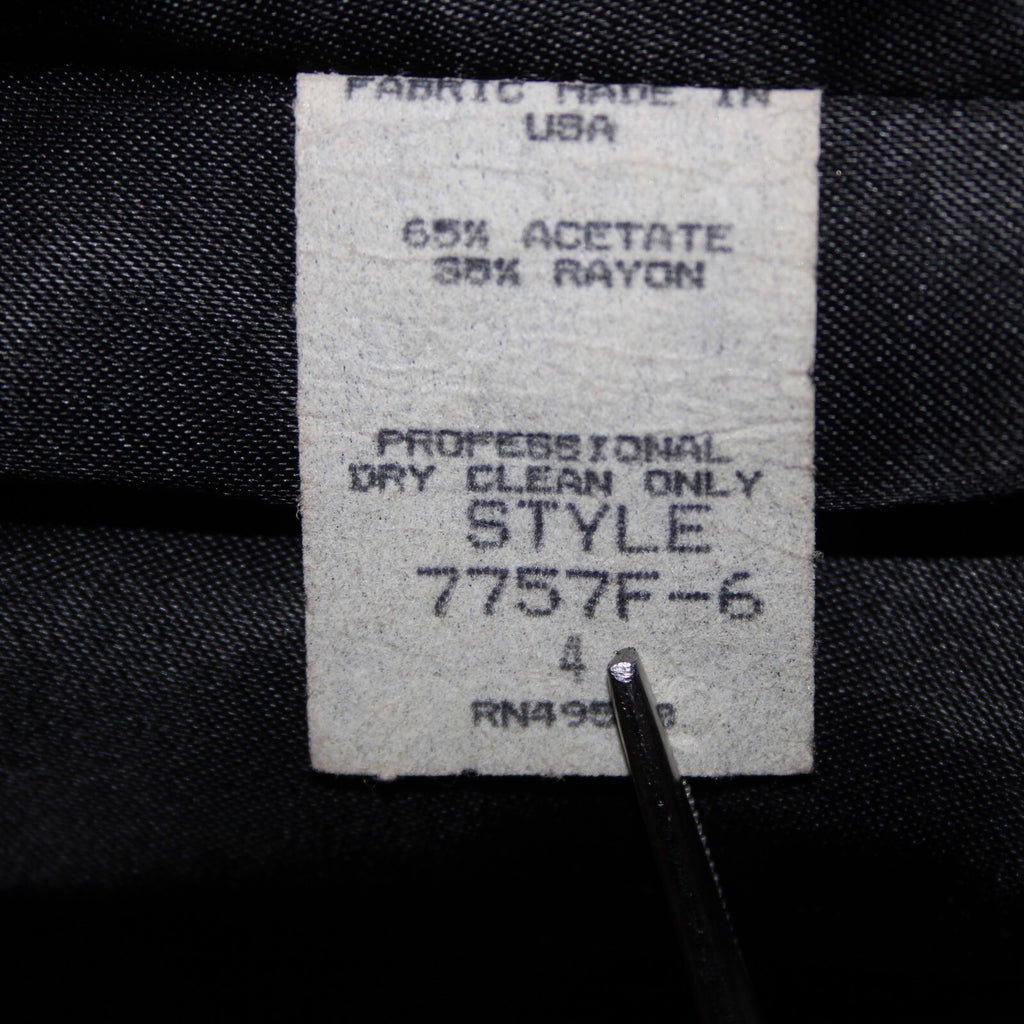 FABRIC MADE IN
USA
65% ACETATE
35% RAYON
PROFESSIONAL
DRY CLEAN ONLY
STYLE
7757F-6
4